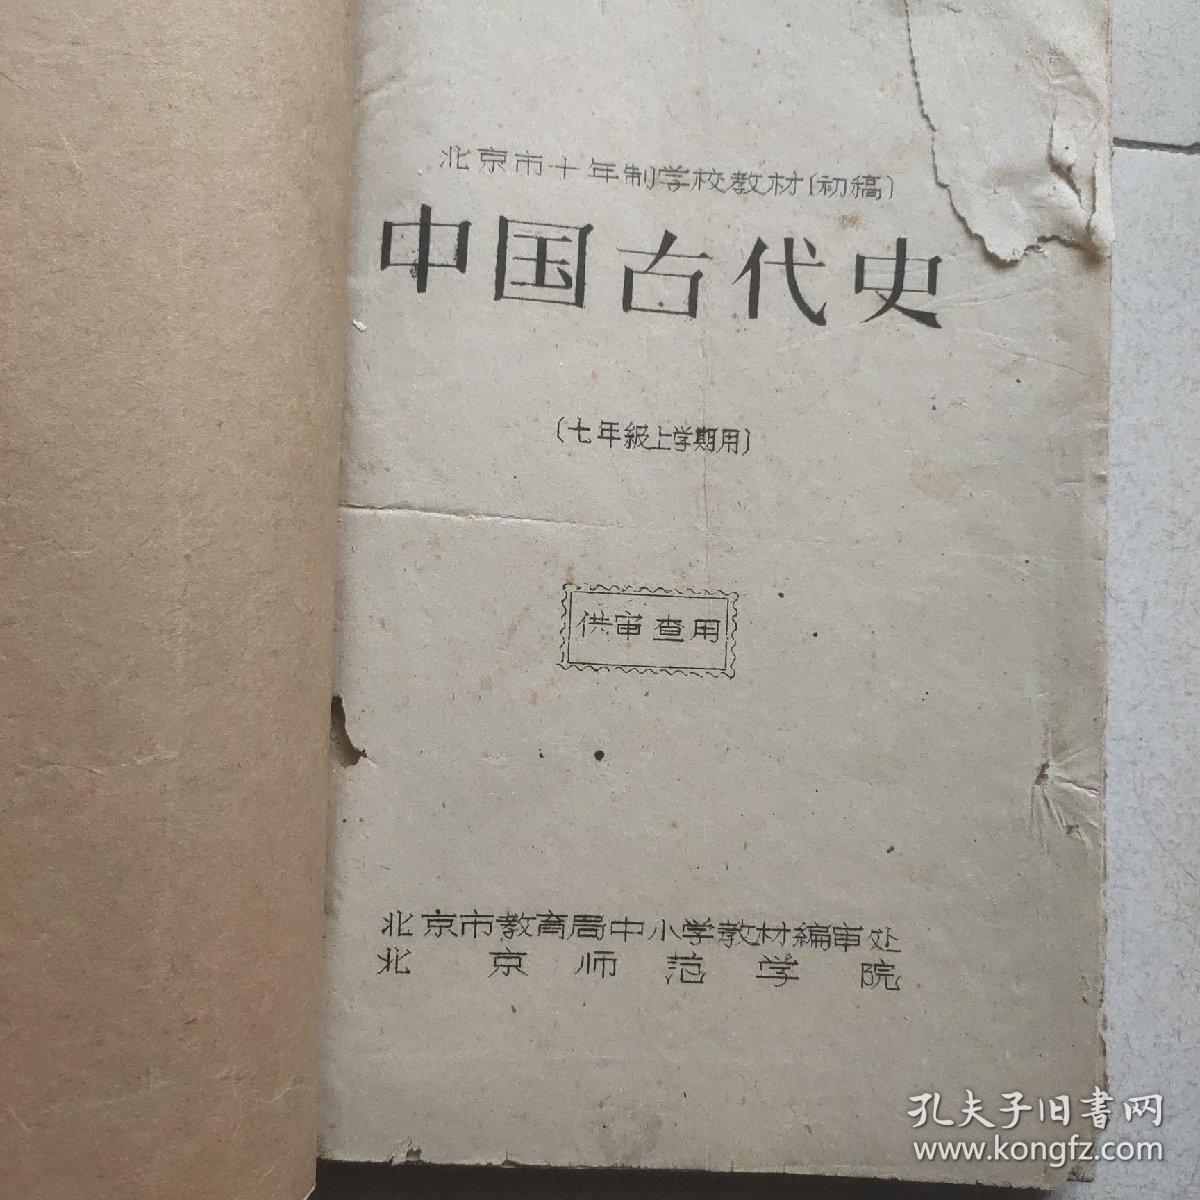 北京市十年制学校教材(初稿)
中国古代史
(七年級上学期用)
供审查用
北京市教育局中小学教材編审处
北京师范学院
孔夫子旧書网
www.kongfz.com